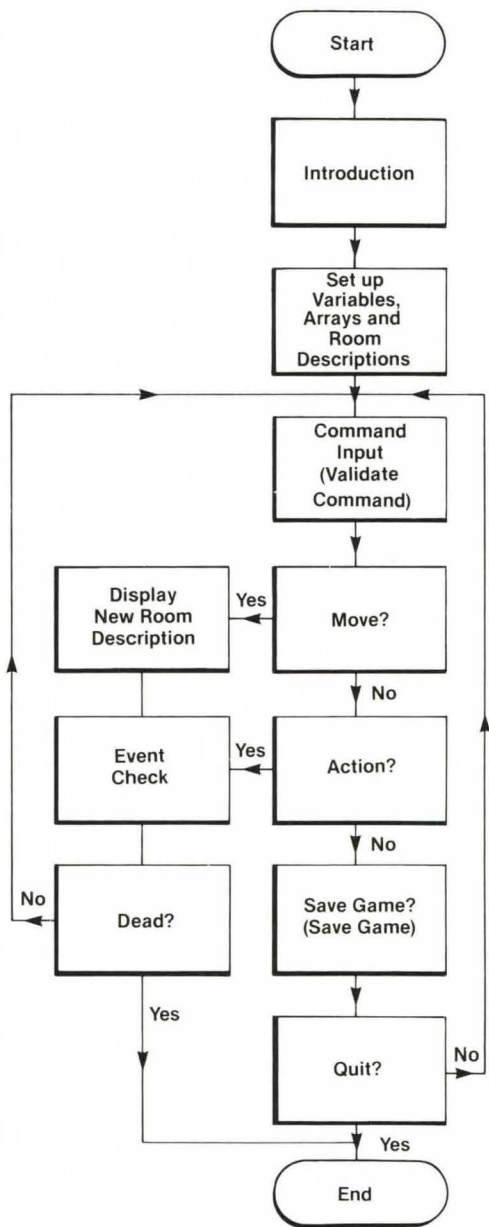 Start
Introduction
Set up
Variables,
Arrays and
Room
Descriptions
Command
Input
(Validate
Command)
Display
New Room
Description
Yes
Move?
No
Event
Check
Yes
Action?
No
No
Dead?
Save Game?
(Save Game)
Yes
Quit?
No
Yes
End